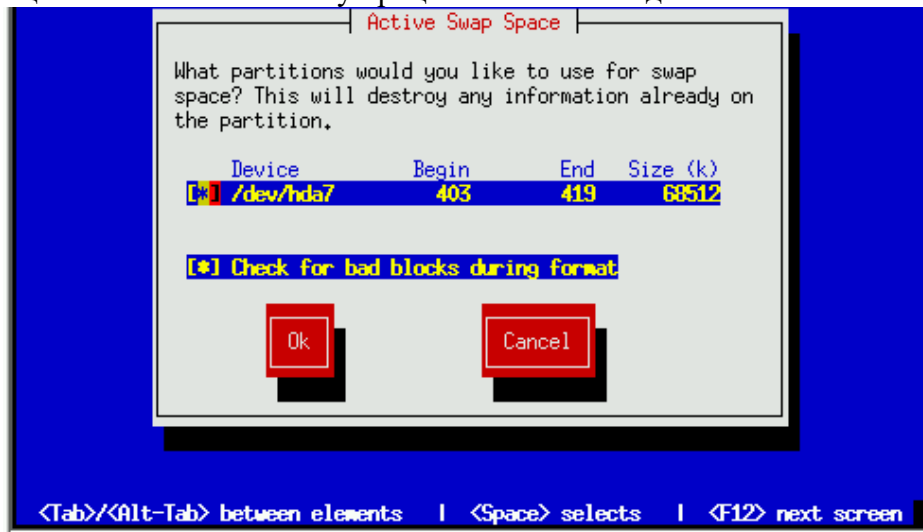 Active Swap Space
What partitions would you like to use for swap
space? This will destroy any information already on
the partition.
Device Begin End Size (k)
[*] /dev/hda7 403 419 68512
[*] Check for bad blocks during format
Ok Cancel
<Tab>/<Alt-Tab> between elements | <Space> selects | <F12> next screen